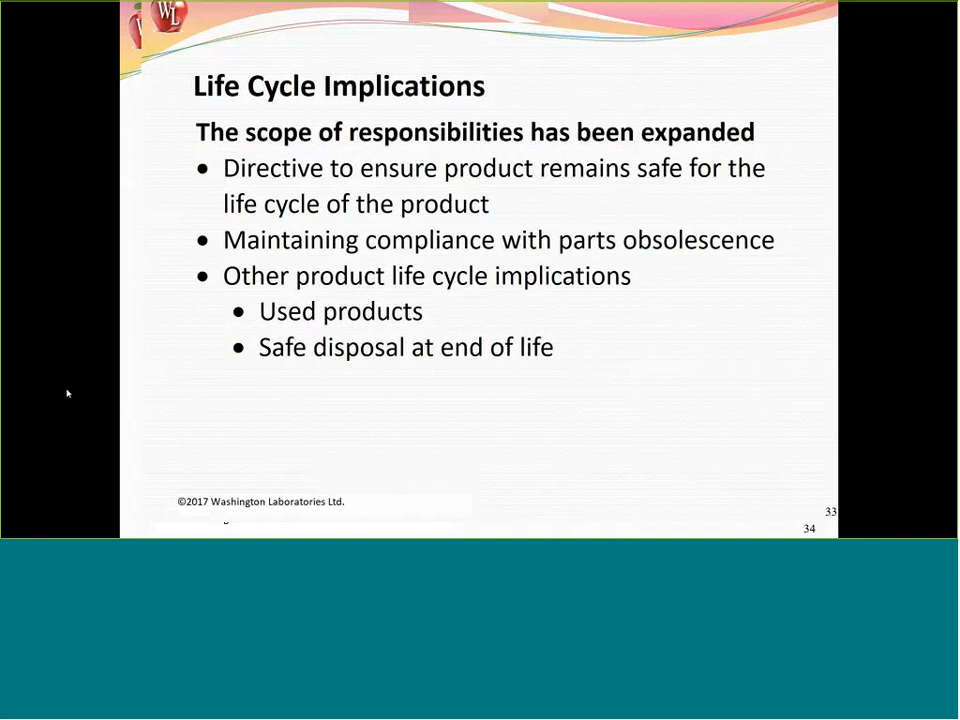 WL
Life Cycle Implications
The scope of responsibilities has been expanded
• Directive to ensure product remains safe for the
life cycle of the product
• Maintaining compliance with parts obsolescence
• Other product life cycle implications
• Used products
• Safe disposal at end of life
©2017 Washington Laboratories Ltd.
33
34